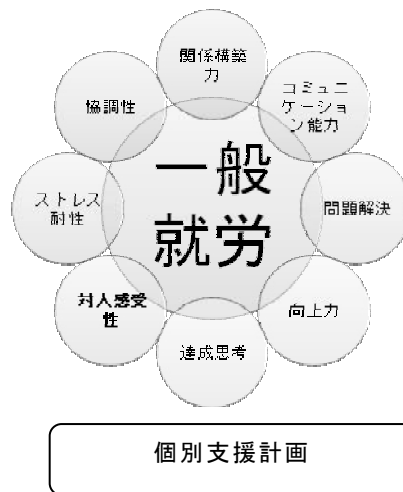 関係構築
力
コミュニ
ケーショ
ン能力
問題解決
向上力
達成思考
対人感受
性
ストレス
耐性
協調性
一般
就労
個別支援計画